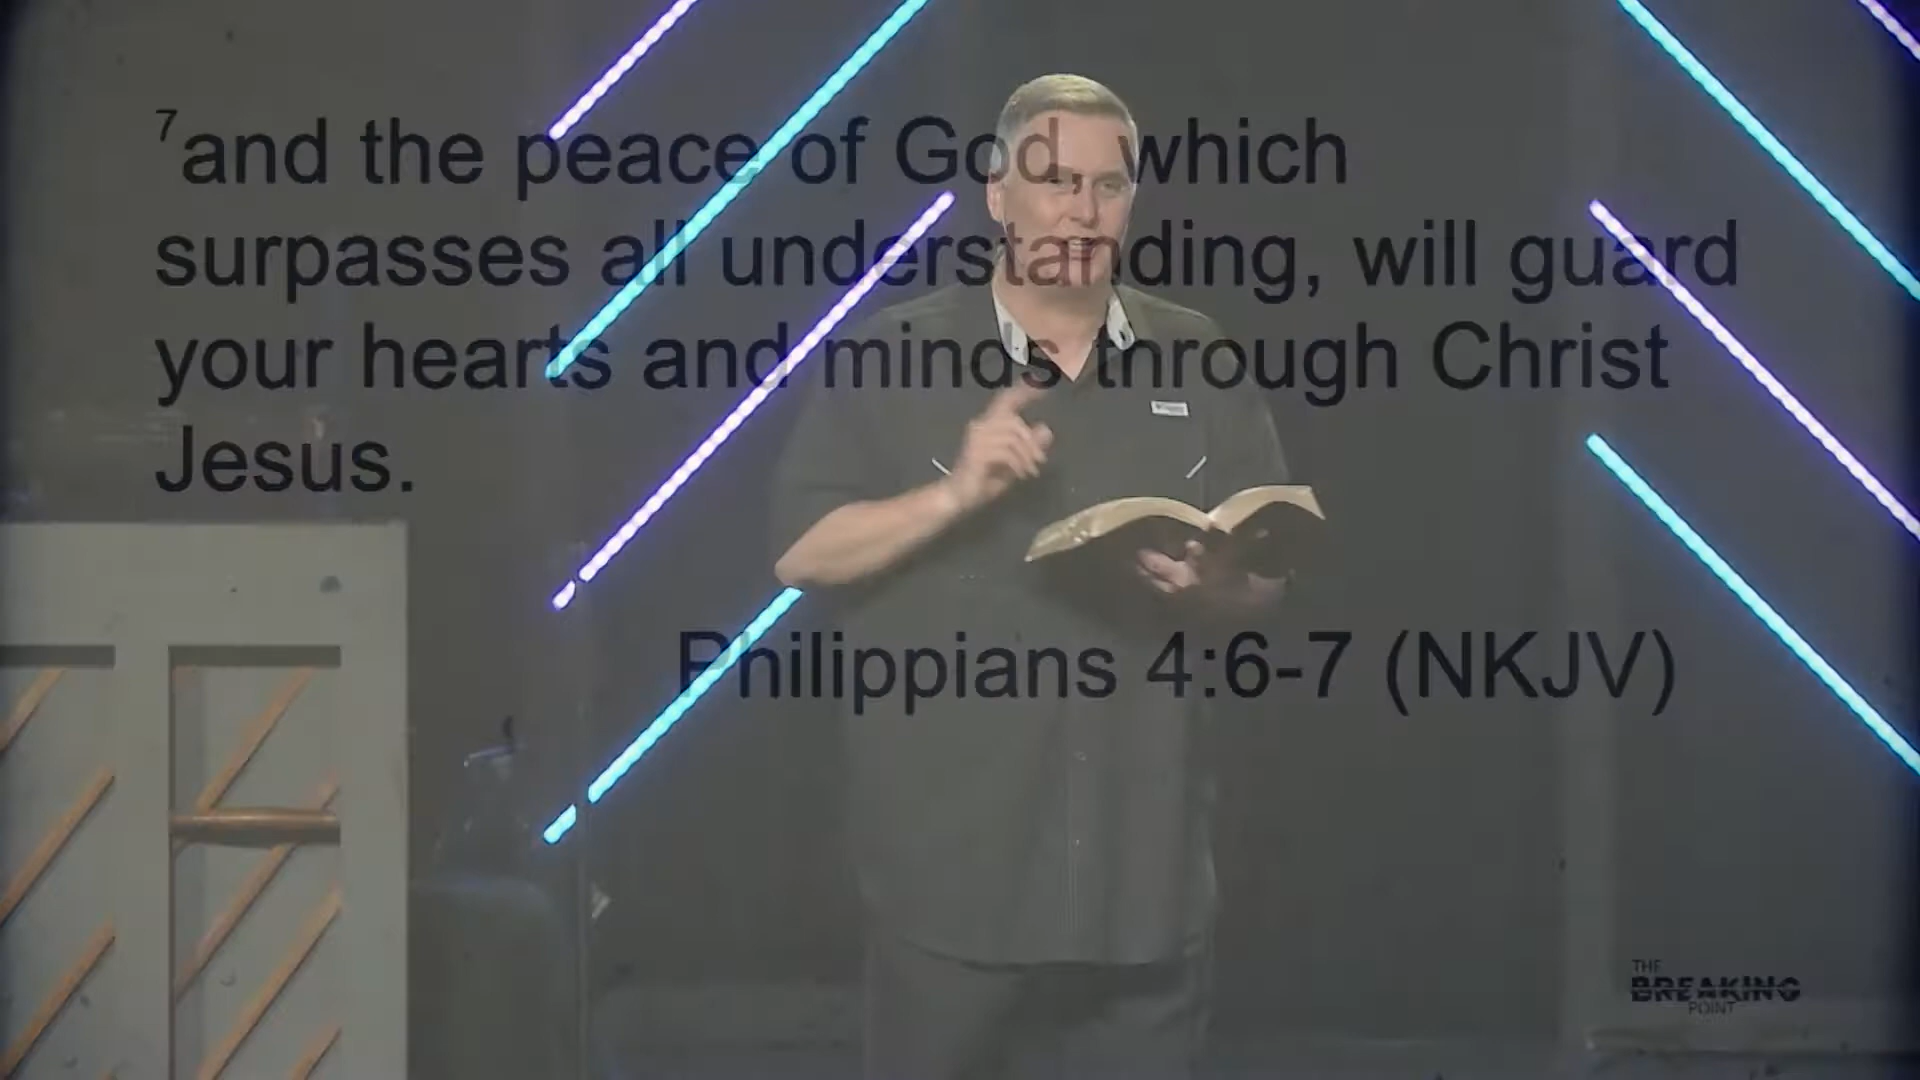 7and the peace of God, which
surpasses all understanding, will guard
your hearts and minds through Christ
Jesus.
Philippians 4:6-7 (NKJV)
THE
BREAKING
POINT